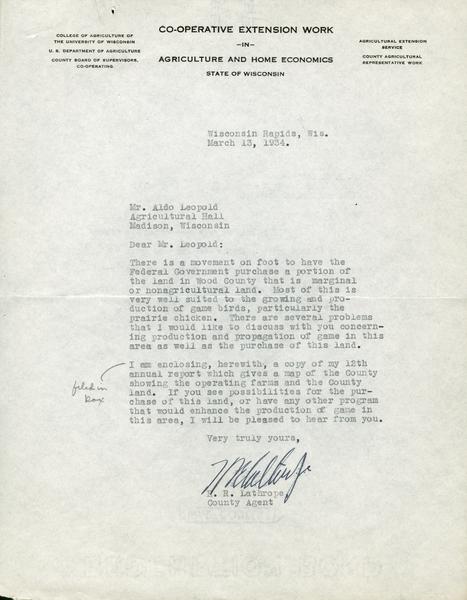 CO-OPERATIVE EXTENSION WORK
—IN—
AGRICULTURE AND HOME ECONOMICS
STATE OF WISCONSIN
COLLEGE OF AGRICULTURE OF
THE UNIVERSITY OF WISCONSIN
U. S. DEPARTMENT OF AGRICULTURE
COUNTY BOARD OF SUPERVISORS,
CO-OPERATING
AGRICULTURAL EXTENSION
SERVICE
COUNTY AGRICULTURAL
REPRESENTATIVE WORK
Wisconsin Rapids, Wis.
March 13, 1934.
Mr. Aldo Leopold
Agricultural Hall
Madison, Wisconsin
Dear Mr. Leopold:
There is a movement on foot to have the
Federal Government purchase a portion of
the land in Wood County that is marginal
or nonagricultural land. Most of this is
very well suited to the growing and pro-
duction of game birds, particularly the
prairie chicken. There are several problems
that I would like to discuss with you concern-
ing production and propagation of game in this
area as well as the purchase of this land.
I am enclosing, herewith, a copy of my 12th
annual report which gives a map of the County
showing the operating farms and the County
land. If you see possibilities for the pur-
chase of this land, or have any other program
that would enhance the production of game in
this area, I will be pleased to hear from you.
filed in
box
Very truly yours,
R. Lathrope
County Agent